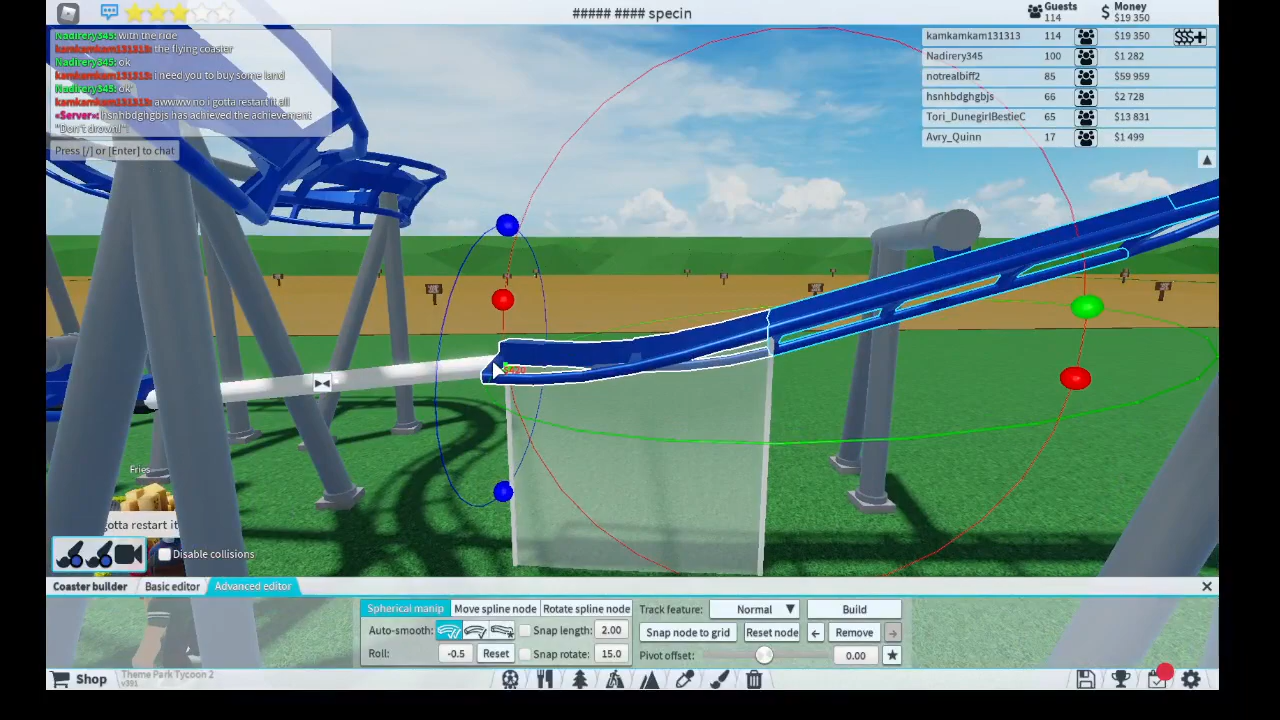 ##### #### specin
Guests
114
Money
$19 350
Nadirery345: with the ride
kamkamkam131313: the flying coaster
Nadirery345: ok
kamkamkam131313: i need you to buy some land
Nadirery345: ok
kamkamkam131313: awwww no i gotta restart it all
«Server»: hsnhbdghgbjs has achieved the achievement
"Don't drown!".
Press [/] or [Enter] to chat
kamkamkam131313 114 $19 350 $$$+
Nadirery345 100 $1 282
notrealbiff2 85 $59 959
hsnhbdghgbjs 66 $2 728
Tori_DunegirlBestieC 65 $13 831
Avry_Quinn 17 $1 499
Fries
gotta restart it
Disable collisions
Coaster builder Basic editor Advanced editor
Spherical manip Move spline node Rotate spline node Track feature: Normal Build
Auto-smooth: Snap length: 2.00 Snap node to grid Reset node Remove
Roll: -0.5 Reset Snap rotate: 15.0 Pivot offset: 0.00
Shop
Theme Park Tycoon 2
v391